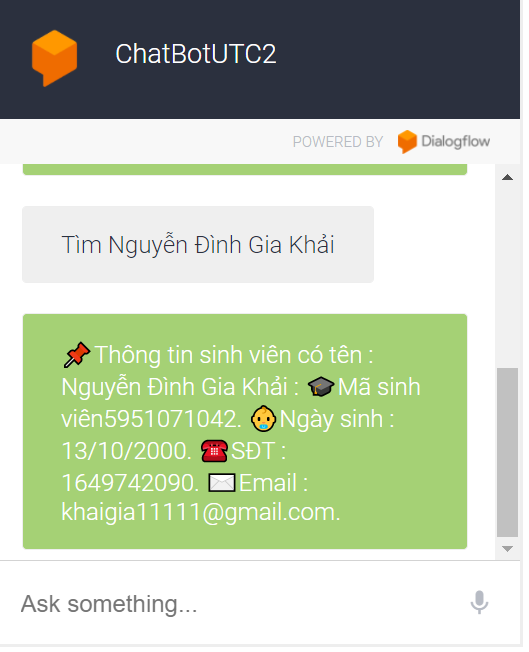 ChatBotUTC2
POWERED BY Dialogflow
Tìm Nguyễn Đình Gia Khải
📌Thông tin sinh viên có tên :
Nguyễn Đình Gia Khải : 🎓Mã sinh
viên5951071042. 👶Ngày sinh :
13/10/2000. ☎️SĐT :
1649742090. ✉️Email :
khaigia11111@gmail.com.
Ask something...